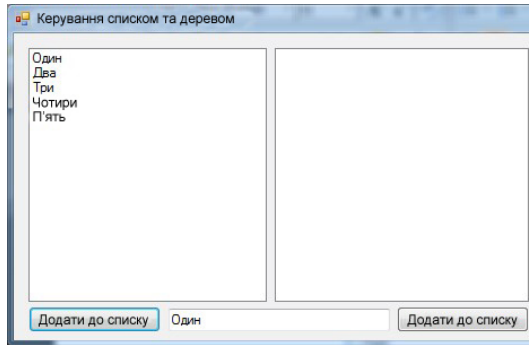 Керування списком та деревом
Один
Два
Три
Чотири
П'ять
Додати до списку
Один
Додати до списку